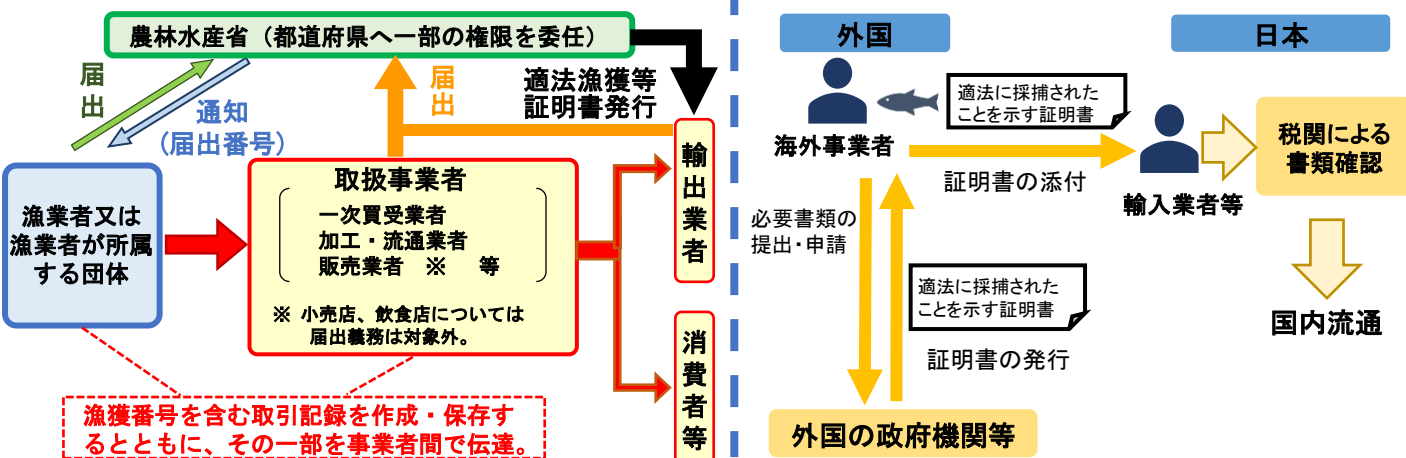 農林水産省（都道府県へ一部の権限を委任）
届
出
通知
（届出番号）
届
出
適法漁獲等
証明書発行
漁業者又は
漁業者が所属
する団体
取扱事業者
一次買受業者
加工・流通業者
販売業者　※　等
※ 小売店、飲食店については
届出義務は対象外。
輸
出
業
者
消
費
者
等
漁獲番号を含む取引記録を作成・保存す
るとともに、その一部を事業者間で伝達。
外国
日本
海外事業者
適法に採捕された
ことを示す証明書
証明書の添付
輸入業者等
税関による
書類確認
国内流通
必要書類の
提出・申請
適法に採捕された
ことを示す証明書
証明書の発行
外国の政府機関等